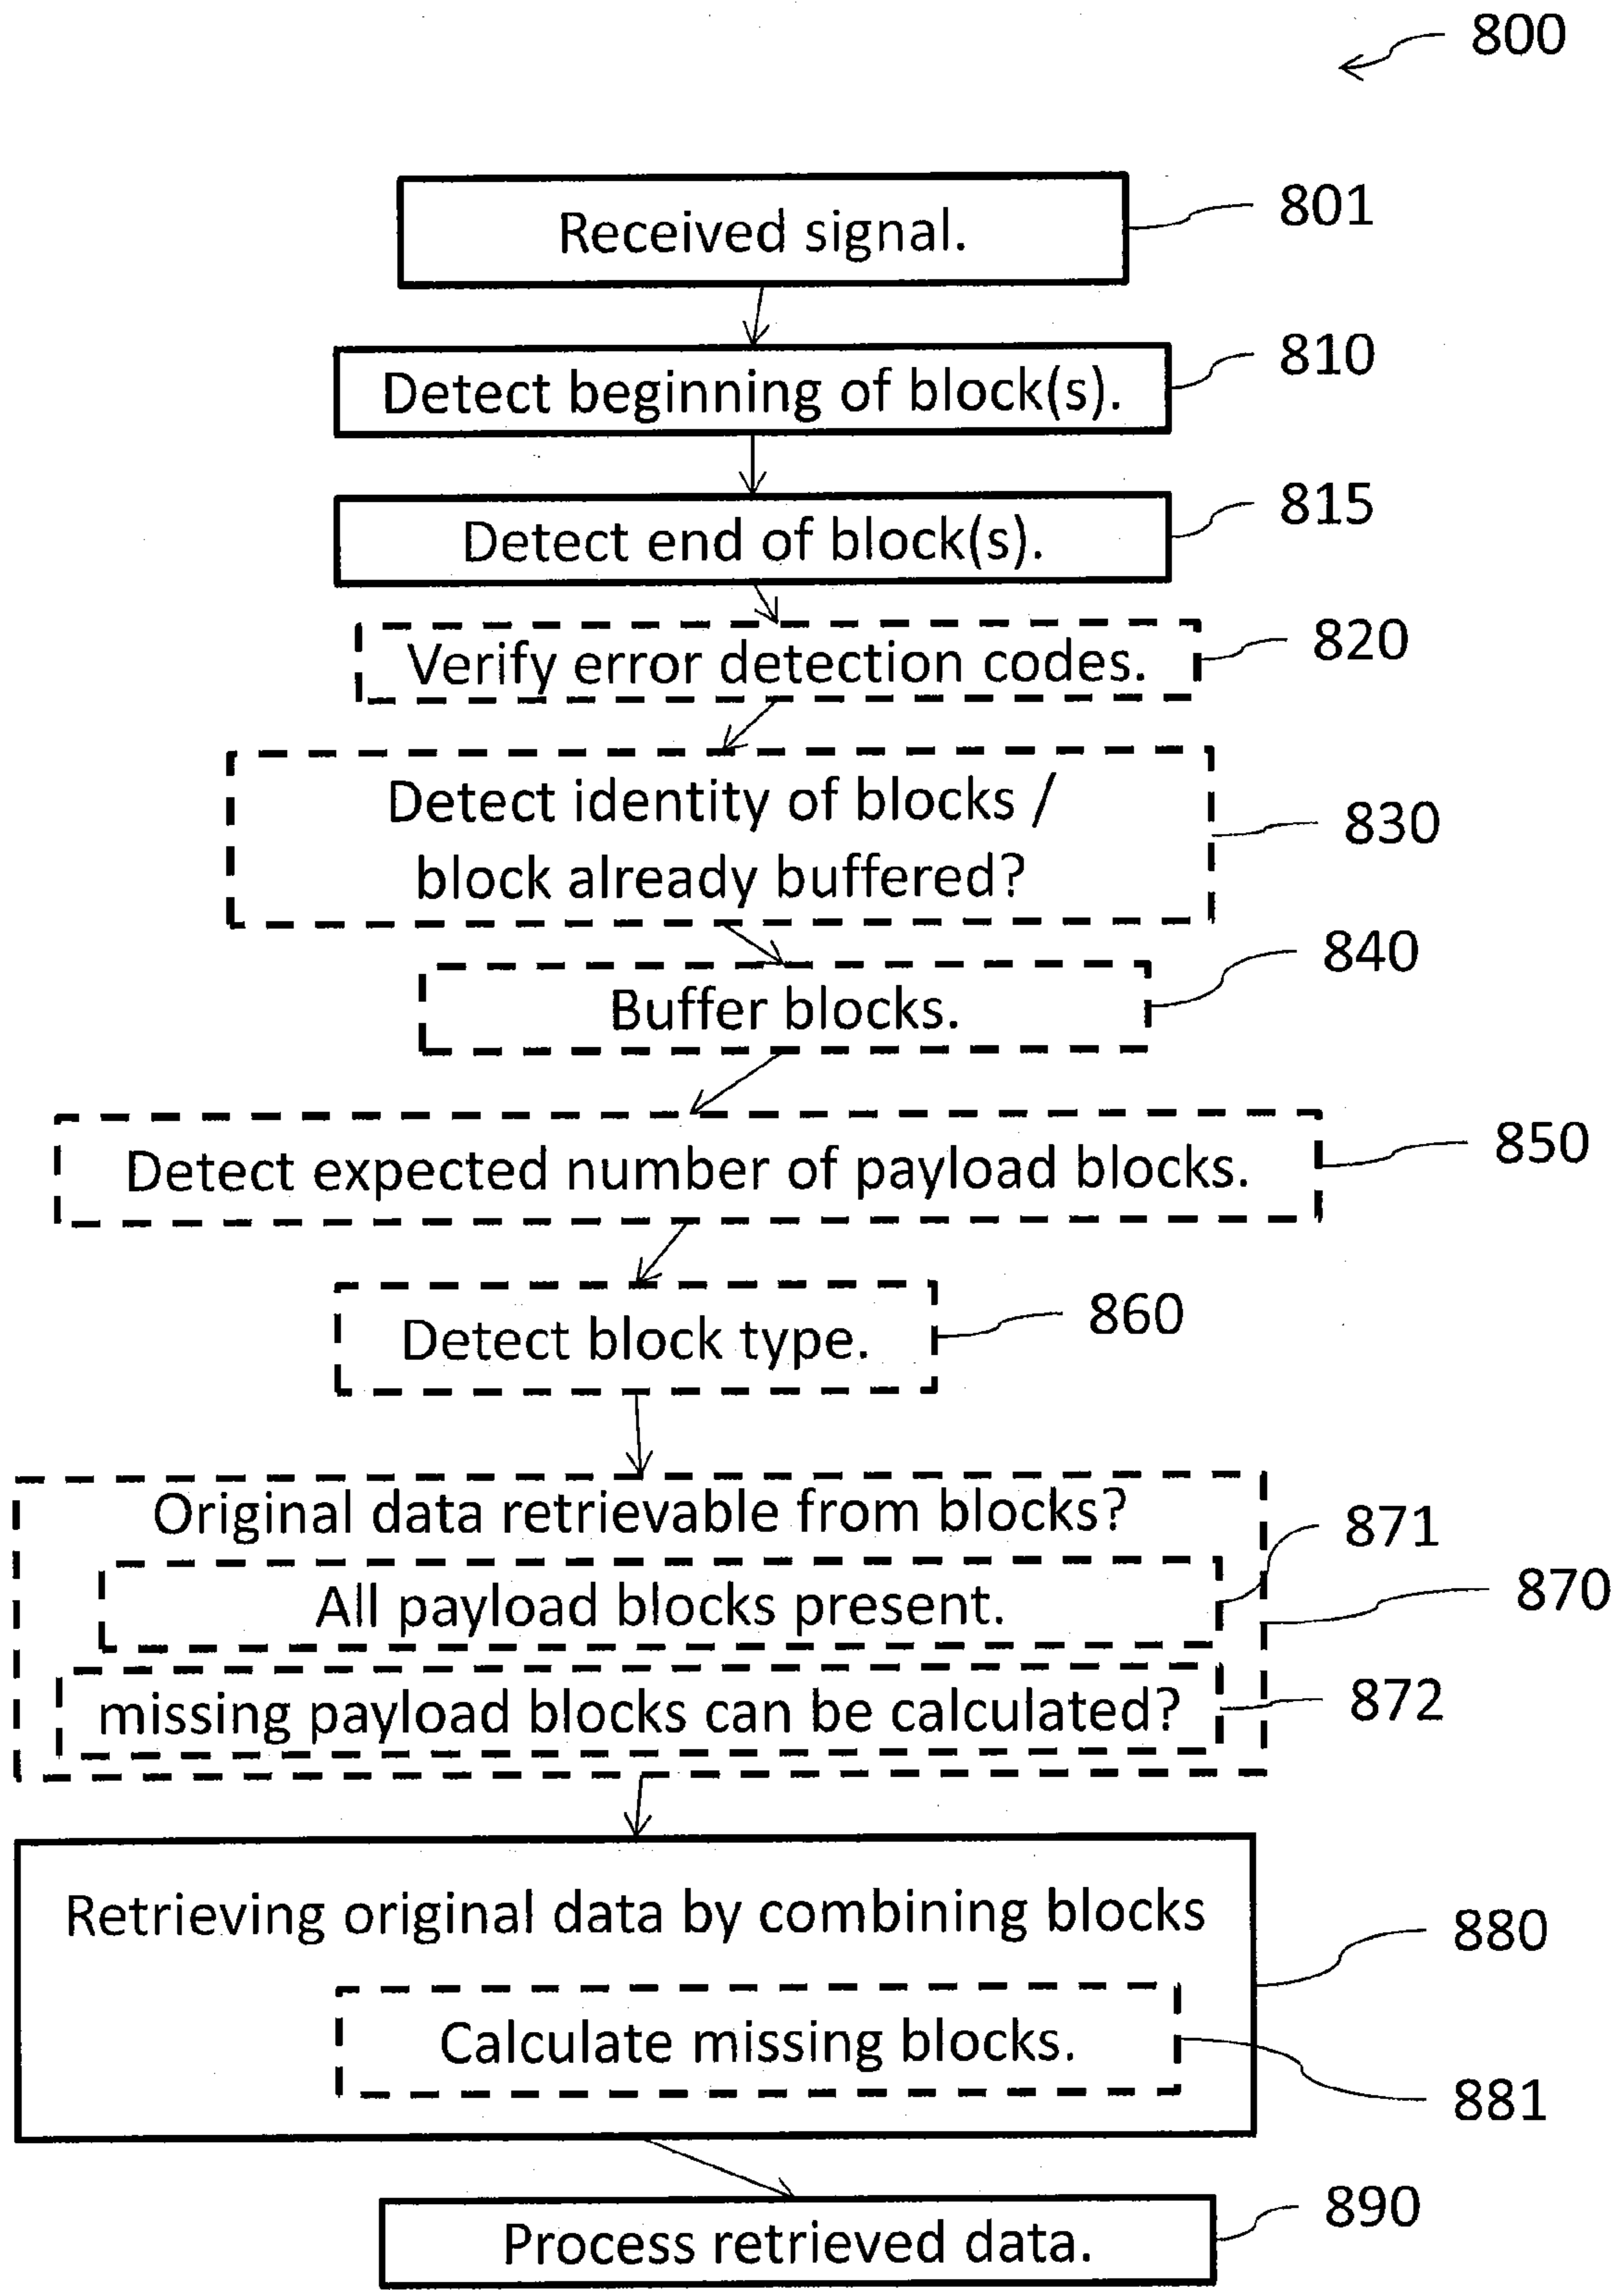 800
Received signal.
801
Detect beginning of block(s).
810
Detect end of block(s).
815
Verify error detection codes.
820
Detect identity of blocks /
block already buffered?
830
Buffer blocks.
840
Detect expected number of payload blocks.
850
Detect block type.
860
Original data retrievable from blocks?
871
All payload blocks present.
870
missing payload blocks can be calculated?
872
Retrieving original data by combining blocks
880
Calculate missing blocks.
881
Process retrieved data.
890